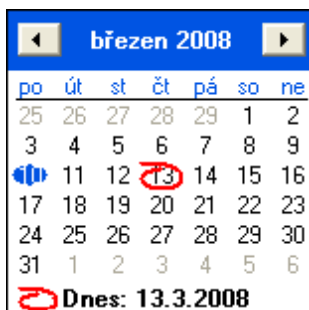 březen 2008
po út st čt pá so ne
25 26 27 28 29 1 2
3 4 5 6 7 8 9
11 12 13 14 15 16
17 18 19 20 21 22 23
24 25 26 27 28 29 30
31 1 2 3 4 5 6
Dnes: 13.3.2008